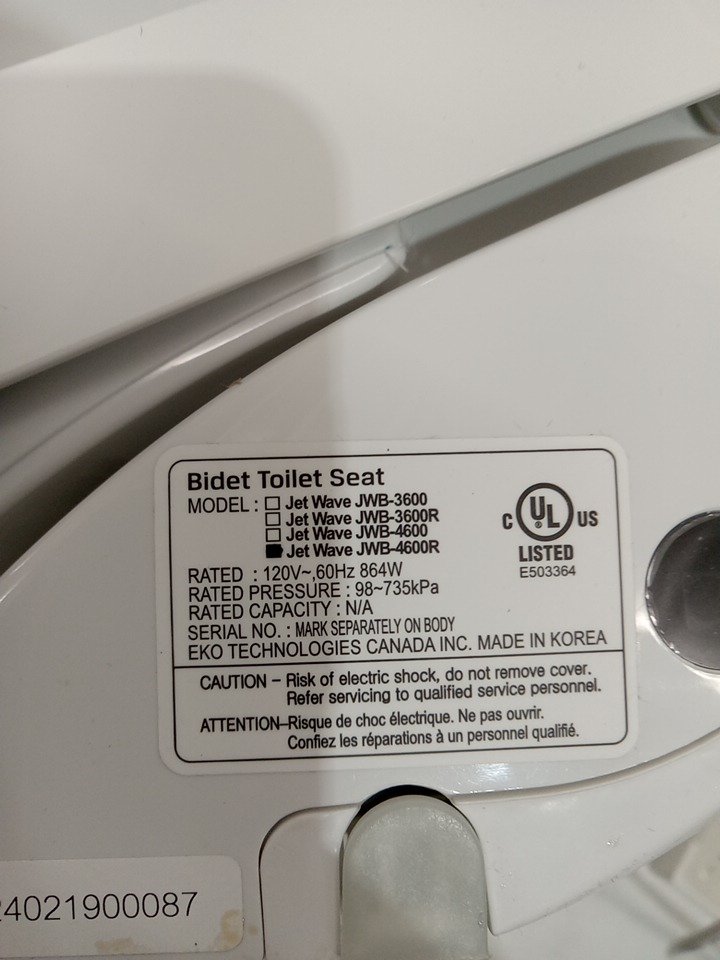 Bidet Toilet Seat
MODEL : □ Jet Wave JWB-3600
□ Jet Wave JWB-3600R
□ Jet Wave JWB-4600
■ Jet Wave JWB-4600R
RATED : 120V~,60Hz 864W
RATED PRESSURE : 98~735kPa
RATED CAPACITY : N/A
SERIAL NO. : MARK SEPARATELY ON BODY
EKO TECHNOLOGIES CANADA INC. MADE IN KOREA
C UL US
®
LISTED
E503364
CAUTION – Risk of electric shock, do not remove cover.
Refer servicing to qualified service personnel.
ATTENTION–Risque de choc électrique. Ne pas ouvrir.
Confiez les réparations à un personnel qualifié.
24021900087